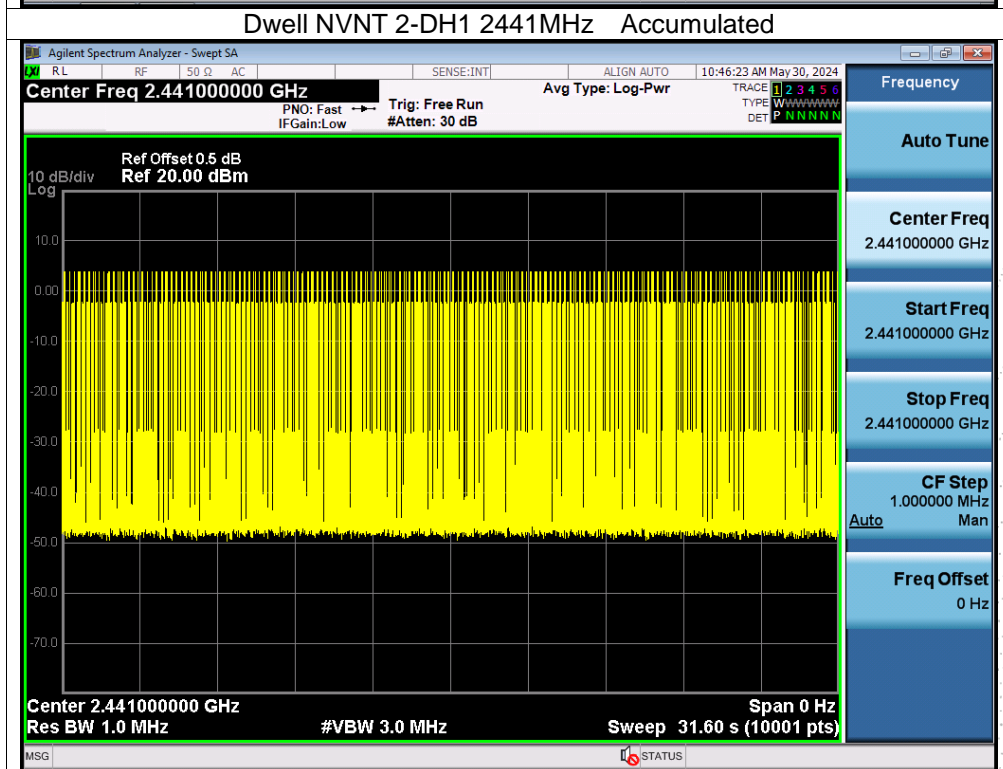 Dwell NVNT 2-DH1 2441MHz Accumulated
Agilent Spectrum Analyzer - Swept SA
LXI RL RF 50 Ω AC SENSE:INT ALIGN AUTO 10:46:23 AM May 30, 2024
Center Freq 2.441000000 GHz
PNO: Fast
IFGain:Low
Trig: Free Run
#Atten: 30 dB
Avg Type: Log-Pwr
TRACE 1 2 3 4 5 6
TYPE WWWWWWW
DET P N N N N N
Frequency
Auto Tune
Center Freq
2.441000000 GHz
Start Freq
2.441000000 GHz
Stop Freq
2.441000000 GHz
CF Step
1.000000 MHz
Auto Man
Freq Offset
0 Hz
Ref Offset 0.5 dB
10 dB/div Ref 20.00 dBm
Log
10.0
0.00
-10.0
-20.0
-30.0
-40.0
-50.0
-60.0
-70.0
Center 2.441000000 GHz Span 0 Hz
Res BW 1.0 MHz #VBW 3.0 MHz Sweep 31.60 s (10001 pts)
MSG STATUS